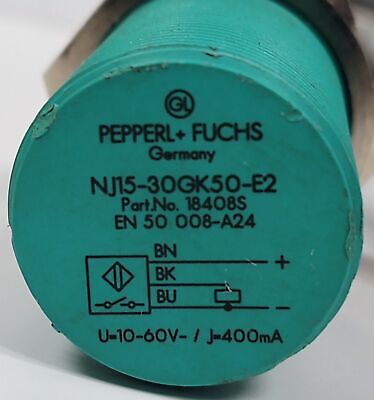 GL
PEPPERL+ FUCHS
Germany
NJ15-30GK50-E2
Part.No. 18408S
EN 50 008-A24
BN
+
BK
BU
-
U=10-60V- / J=400mA